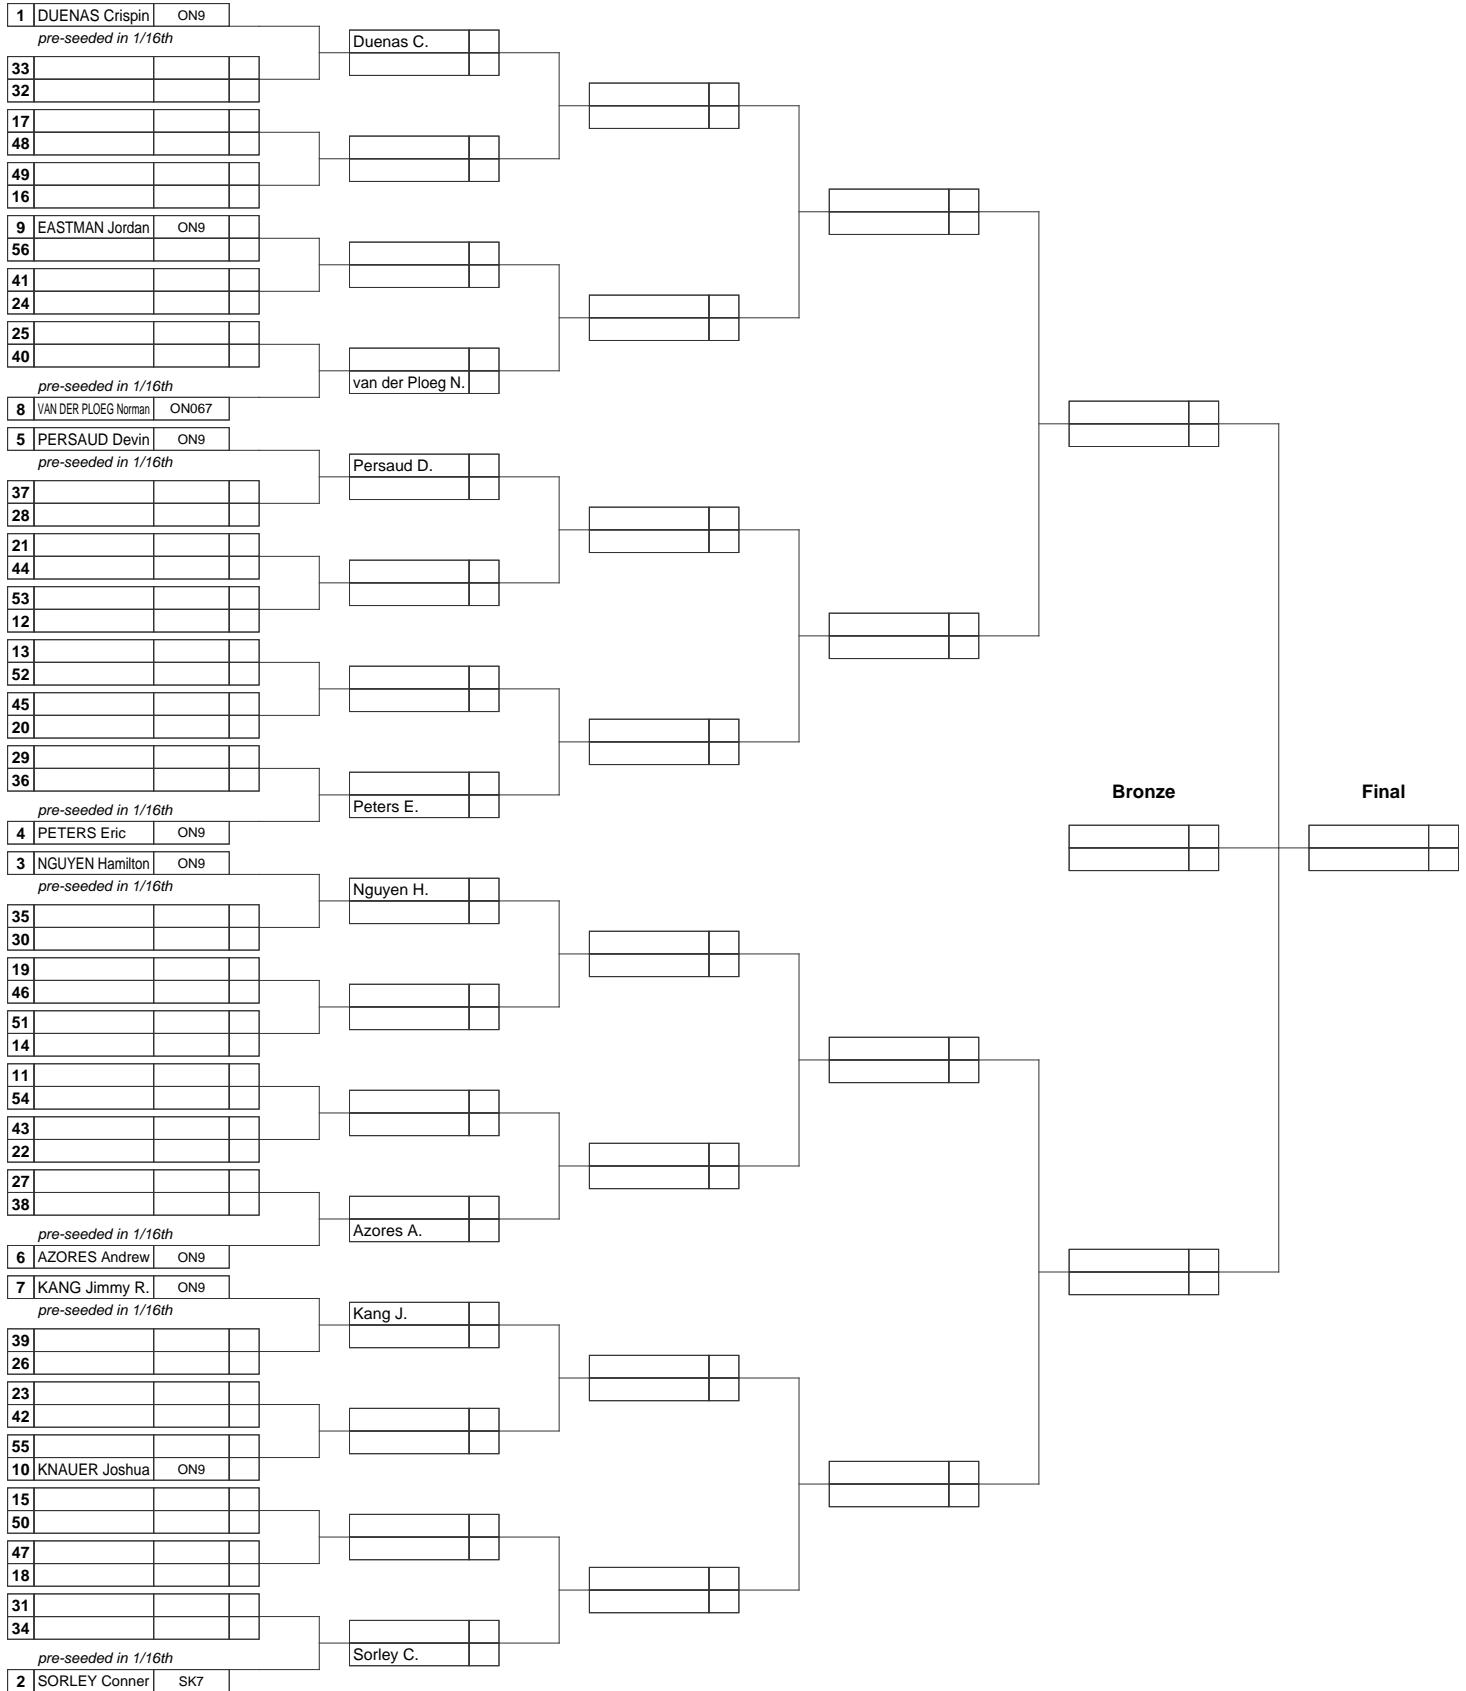 1 DUENAS Crispin ON9
pre-seeded in 1/16th
Duenas C.
33
32
17
48
49
16
9 EASTMAN Jordan ON9
56
41
24
25
40
pre-seeded in 1/16th
van der Ploeg N.
8 VAN DER PLOEG Norman ON067
5 PERSAUD Devin ON9
pre-seeded in 1/16th
Persaud D.
37
28
21
44
53
12
13
52
45
20
29
36
pre-seeded in 1/16th
Peters E.
4 PETERS Eric ON9
Bronze Final
3 NGUYEN Hamilton ON9
pre-seeded in 1/16th
Nguyen H.
35
30
19
46
51
14
11
54
43
22
27
38
pre-seeded in 1/16th
Azores A.
6 AZORES Andrew ON9
7 KANG Jimmy R. ON9
pre-seeded in 1/16th
Kang J.
39
26
23
42
55
10 KNAUER Joshua ON9
15
50
47
18
31
34
pre-seeded in 1/16th
Sorley C.
2 SORLEY Conner SK7